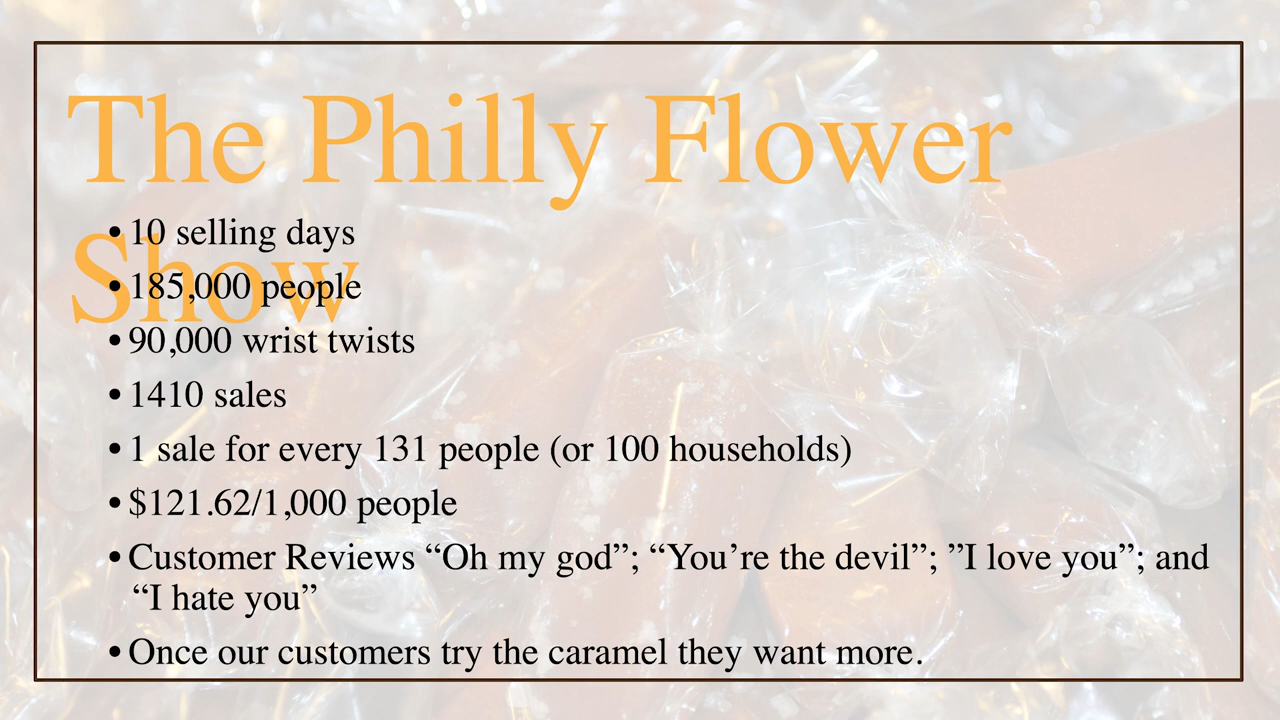 The Philly Flower
Show
• 10 selling days
• 185,000 people
• 90,000 wrist twists
• 1410 sales
• 1 sale for every 131 people (or 100 households)
• $121.62/1,000 people
• Customer Reviews “Oh my god”; “You’re the devil”; ”I love you”; and
“I hate you”
• Once our customers try the caramel they want more.